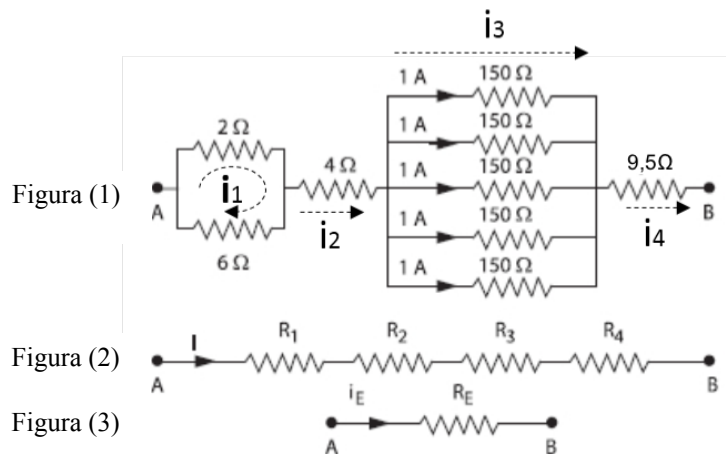 i3
1 A 150 Ω
1 A 150 Ω
2 Ω
4 Ω
1 A 150 Ω
9,5Ω
Figura (1)
A
i1
i2
i4
B
1 A 150 Ω
6 Ω
1 A 150 Ω
Figura (2)
I
R1
R2
R3
R4
A
B
Figura (3)
iE
RE
A
B